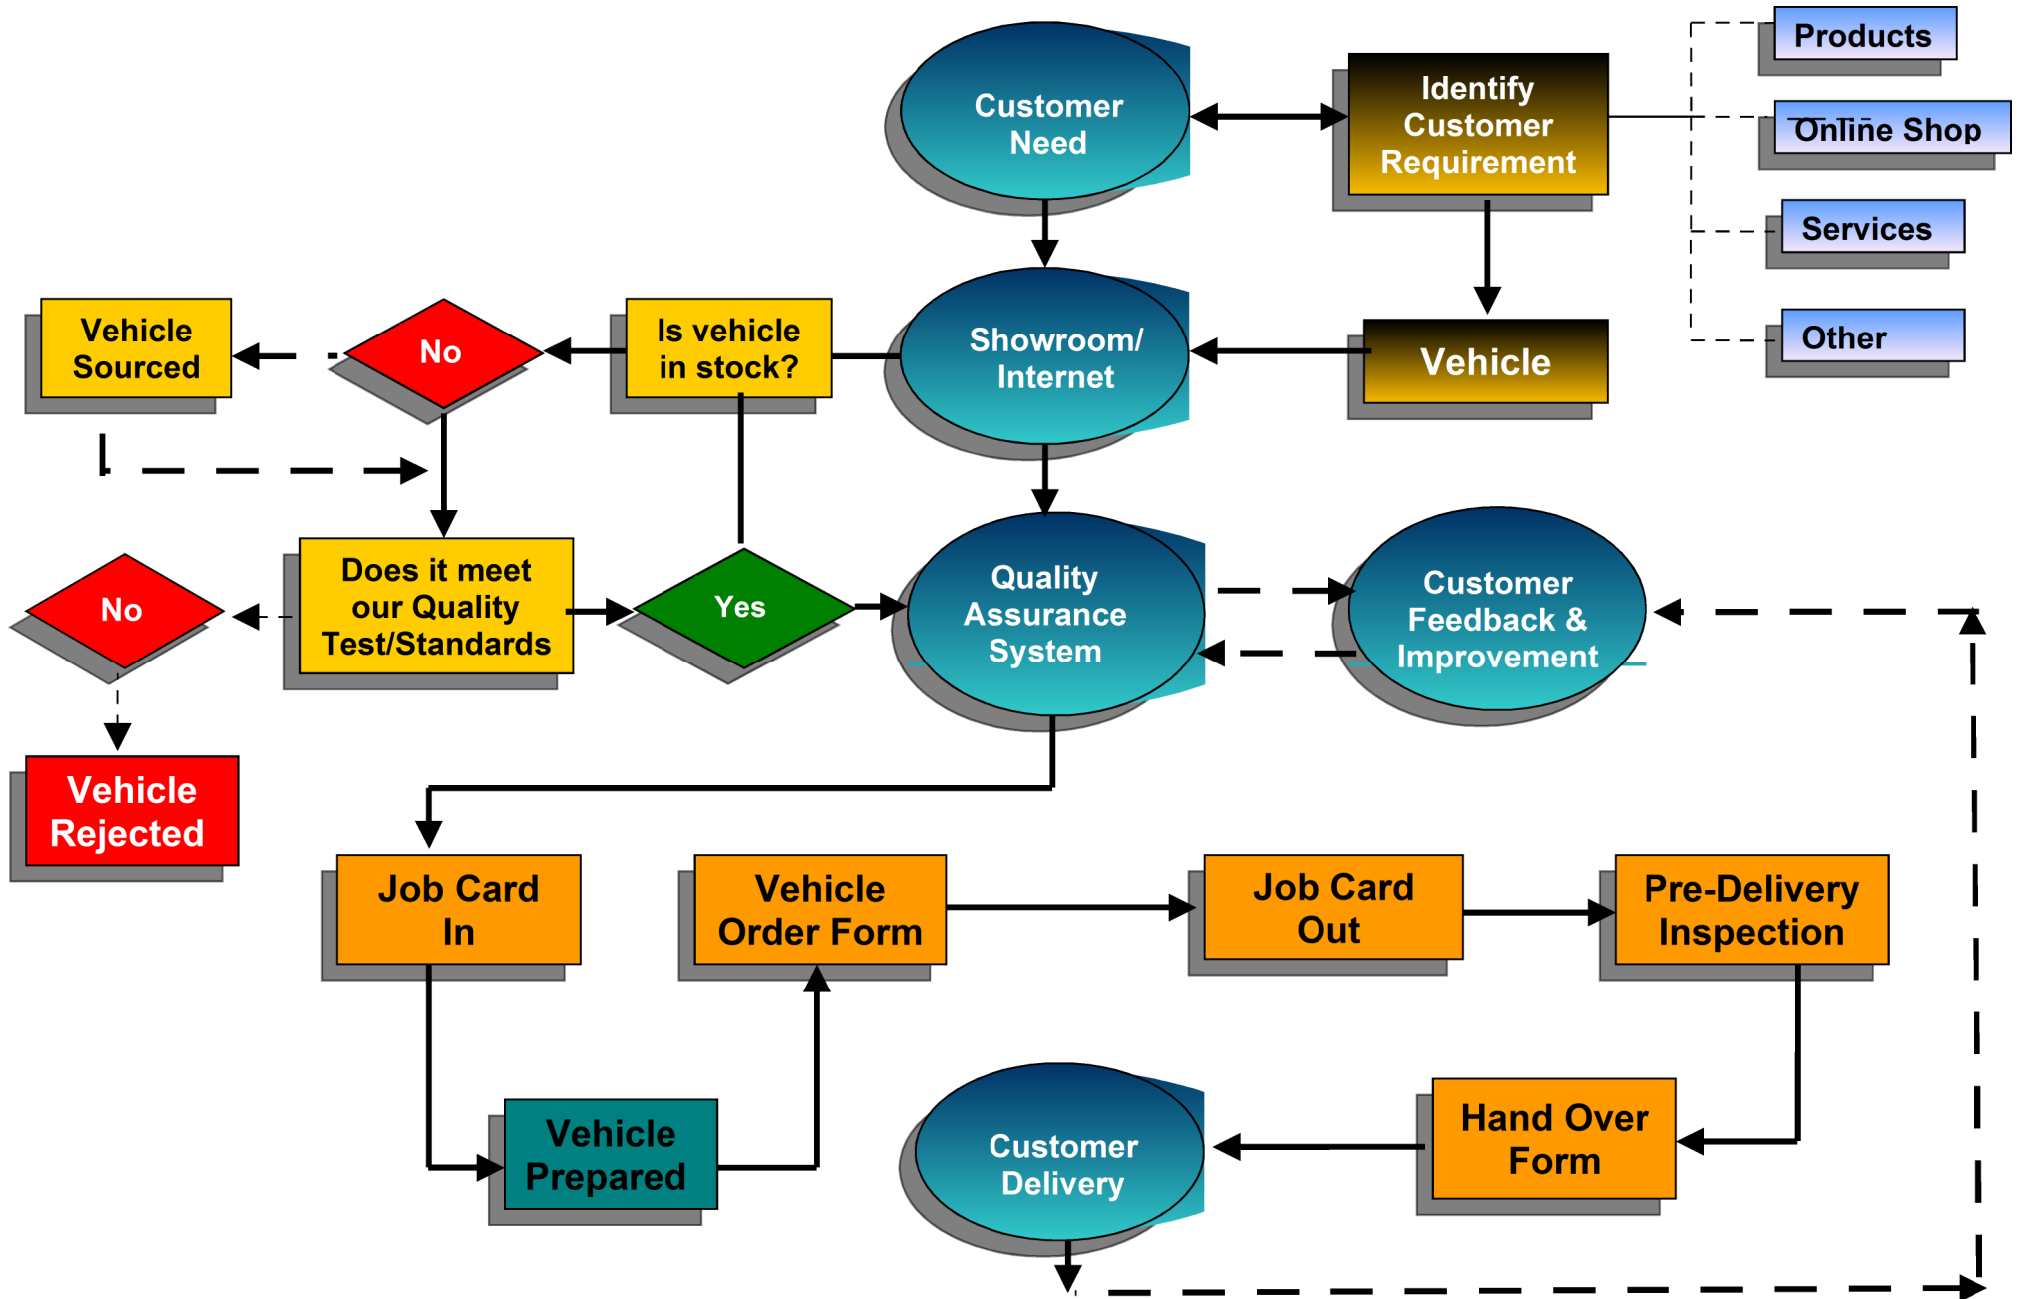 Customer
Need
Identify
Customer
Requirement
Products
Online Shop
Services
Other
Vehicle
Sourced
No
Is vehicle
in stock?
Showroom/
Internet
Vehicle
No
Does it meet
our Quality
Test/Standards
Yes
Quality
Assurance
System
Customer
Feedback &
Improvement
Vehicle
Rejected
Job Card
In
Vehicle
Order Form
Job Card
Out
Pre-Delivery
Inspection
Vehicle
Prepared
Customer
Delivery
Hand Over
Form